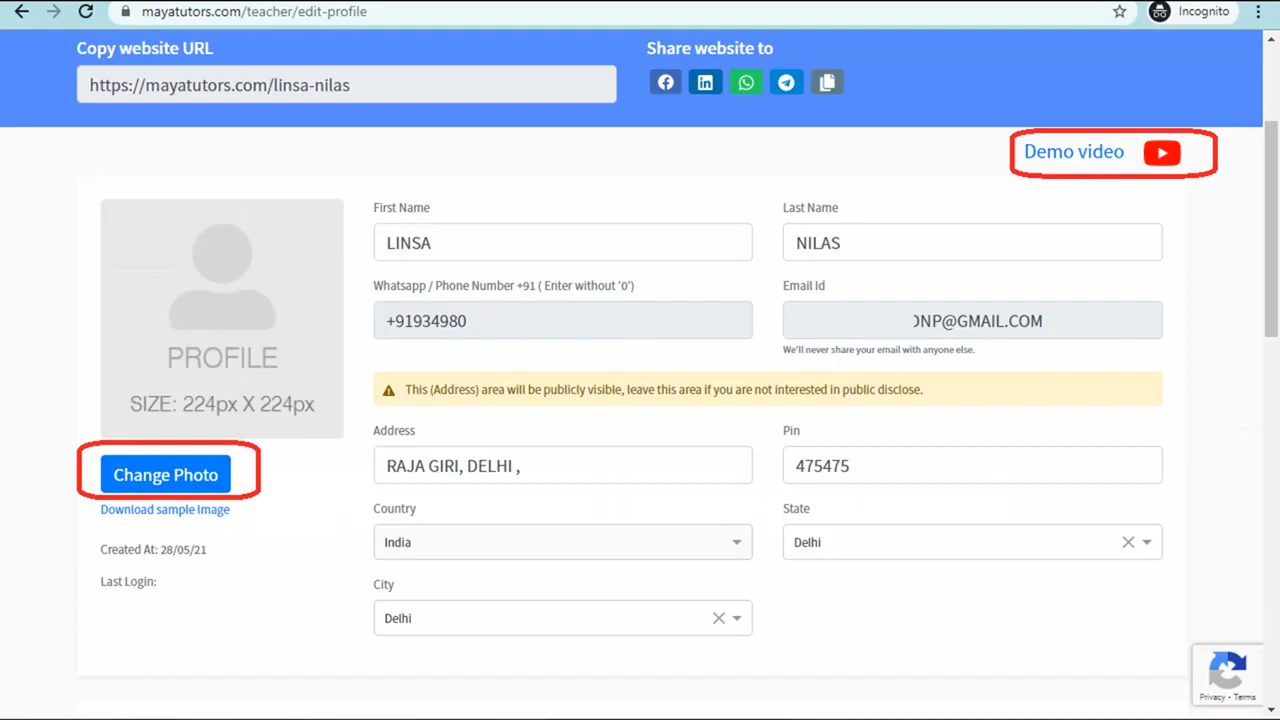 mayatutors.com/teacher/edit-profile
Incognito
Copy website URL
Share website to
https://mayatutors.com/linsa-nilas
Demo video
First Name
Last Name
LINSA
NILAS
Whatsapp / Phone Number +91 ( Enter without '0')
Email Id
+91934980
NP@GMAIL.COM
We'll never share your email with anyone else.
PROFILE
SIZE: 224px X 224px
This (Address) area will be publicly visible, leave this area if you are not interested in public disclose.
Address
Pin
RAJA GIRI, DELHI ,
475475
Change Photo
Download sample Image
Country
State
India
Delhi
Created At: 28/05/21
Last Login:
City
Delhi
Privacy - Terms